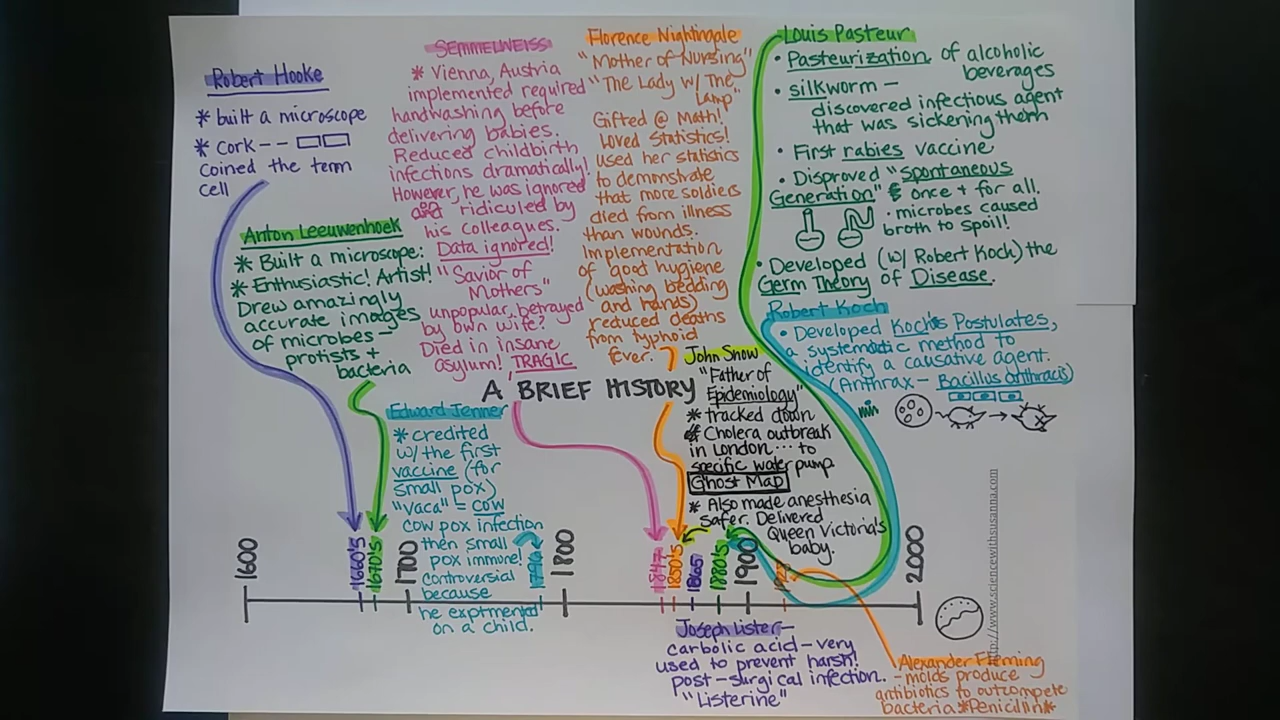 Robert Hooke
* built a microscope
* Cork -- 
coined the term
cell
Anton Leeuwenhoek
* Built a microscope:
* Enthusiastic! Artist!
Drew amazingly
accurate images
of microbes -
protists +
bacteria
SEMMELWEISS
* Vienna, Austria
implemented required
handwashing before
delivering babies.
Reduced childbirth
infections dramatically!
However, he was ignored
and ridiculed by
his colleagues.
Data ignored!
"Savior of
Mothers"
unpopular, betrayed
by own wife?
Died in insane
asylum! TRAGIC
Florence Nightingale
"Mother of Nursing"
"The Lady w/ The
Lamp"
Gifted @ Math!
Loved Statistics!
used her statistics
to demonstrate
that more soldiers
died from illness
than wounds.
Implementation
of good hygiene
(washing bedding
and hands)
reduced deaths
from typhoid
fever.
Louis Pasteur
• Pasteurization of alcoholic
beverages
• silkworm -
discovered infectious agent
that was sickening them
• First rabies vaccine
• Disproved "spontaneous
Generation" once + for all.
• microbes caused
broth to spoil!
• Developed (w/ Robert Koch) the
Germ Theory of Disease.
Robert Koch
• Developed Koch's Postulates,
a systematic method to
identify a causative agent.
(Anthrax - Bacillus anthracis)
A BRIEF HISTORY
Edward Jenner
* credited
w/ the first
vaccine (for
small pox)
"vaca" = cow
cow pox infection
then small
pox immune!
controversial
because
he exptmented
on a child.
John Snow
"Father of
Epidemiology"
* tracked down
Cholera outbreak
in London ... to
specific water pump
Ghost Map
* Also made anesthesia
safer. Delivered
Queen Victoria's
baby.
1600
1660's
1670's
1700
1796
1800
1847
1850's
1865
1880's
1900
2000
Joseph Lister -
carbolic acid - very
used to prevent harsh!
post-surgical infection.
"Listerine"
Alexander Fleming
- molds produce
antibiotics to outcompete
bacteria *Penicillin*
http://www.sciencewithsusanna.com